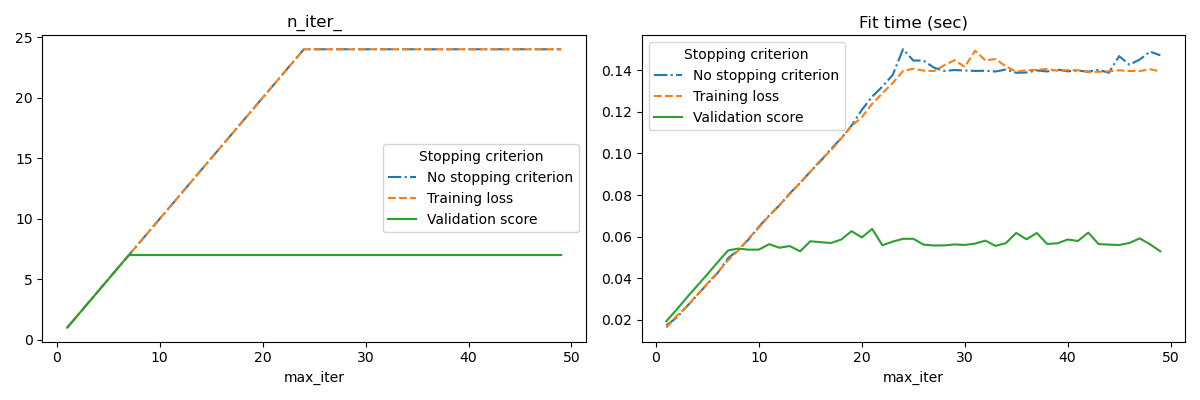 n_iter_
25
20
15
10
5
0
Stopping criterion
No stopping criterion
Training loss
Validation score
0 10 20 30 40 50
max_iter
Fit time (sec)
0.14
0.12
0.10
0.08
0.06
0.04
0.02
Stopping criterion
No stopping criterion
Training loss
Validation score
0 10 20 30 40 50
max_iter